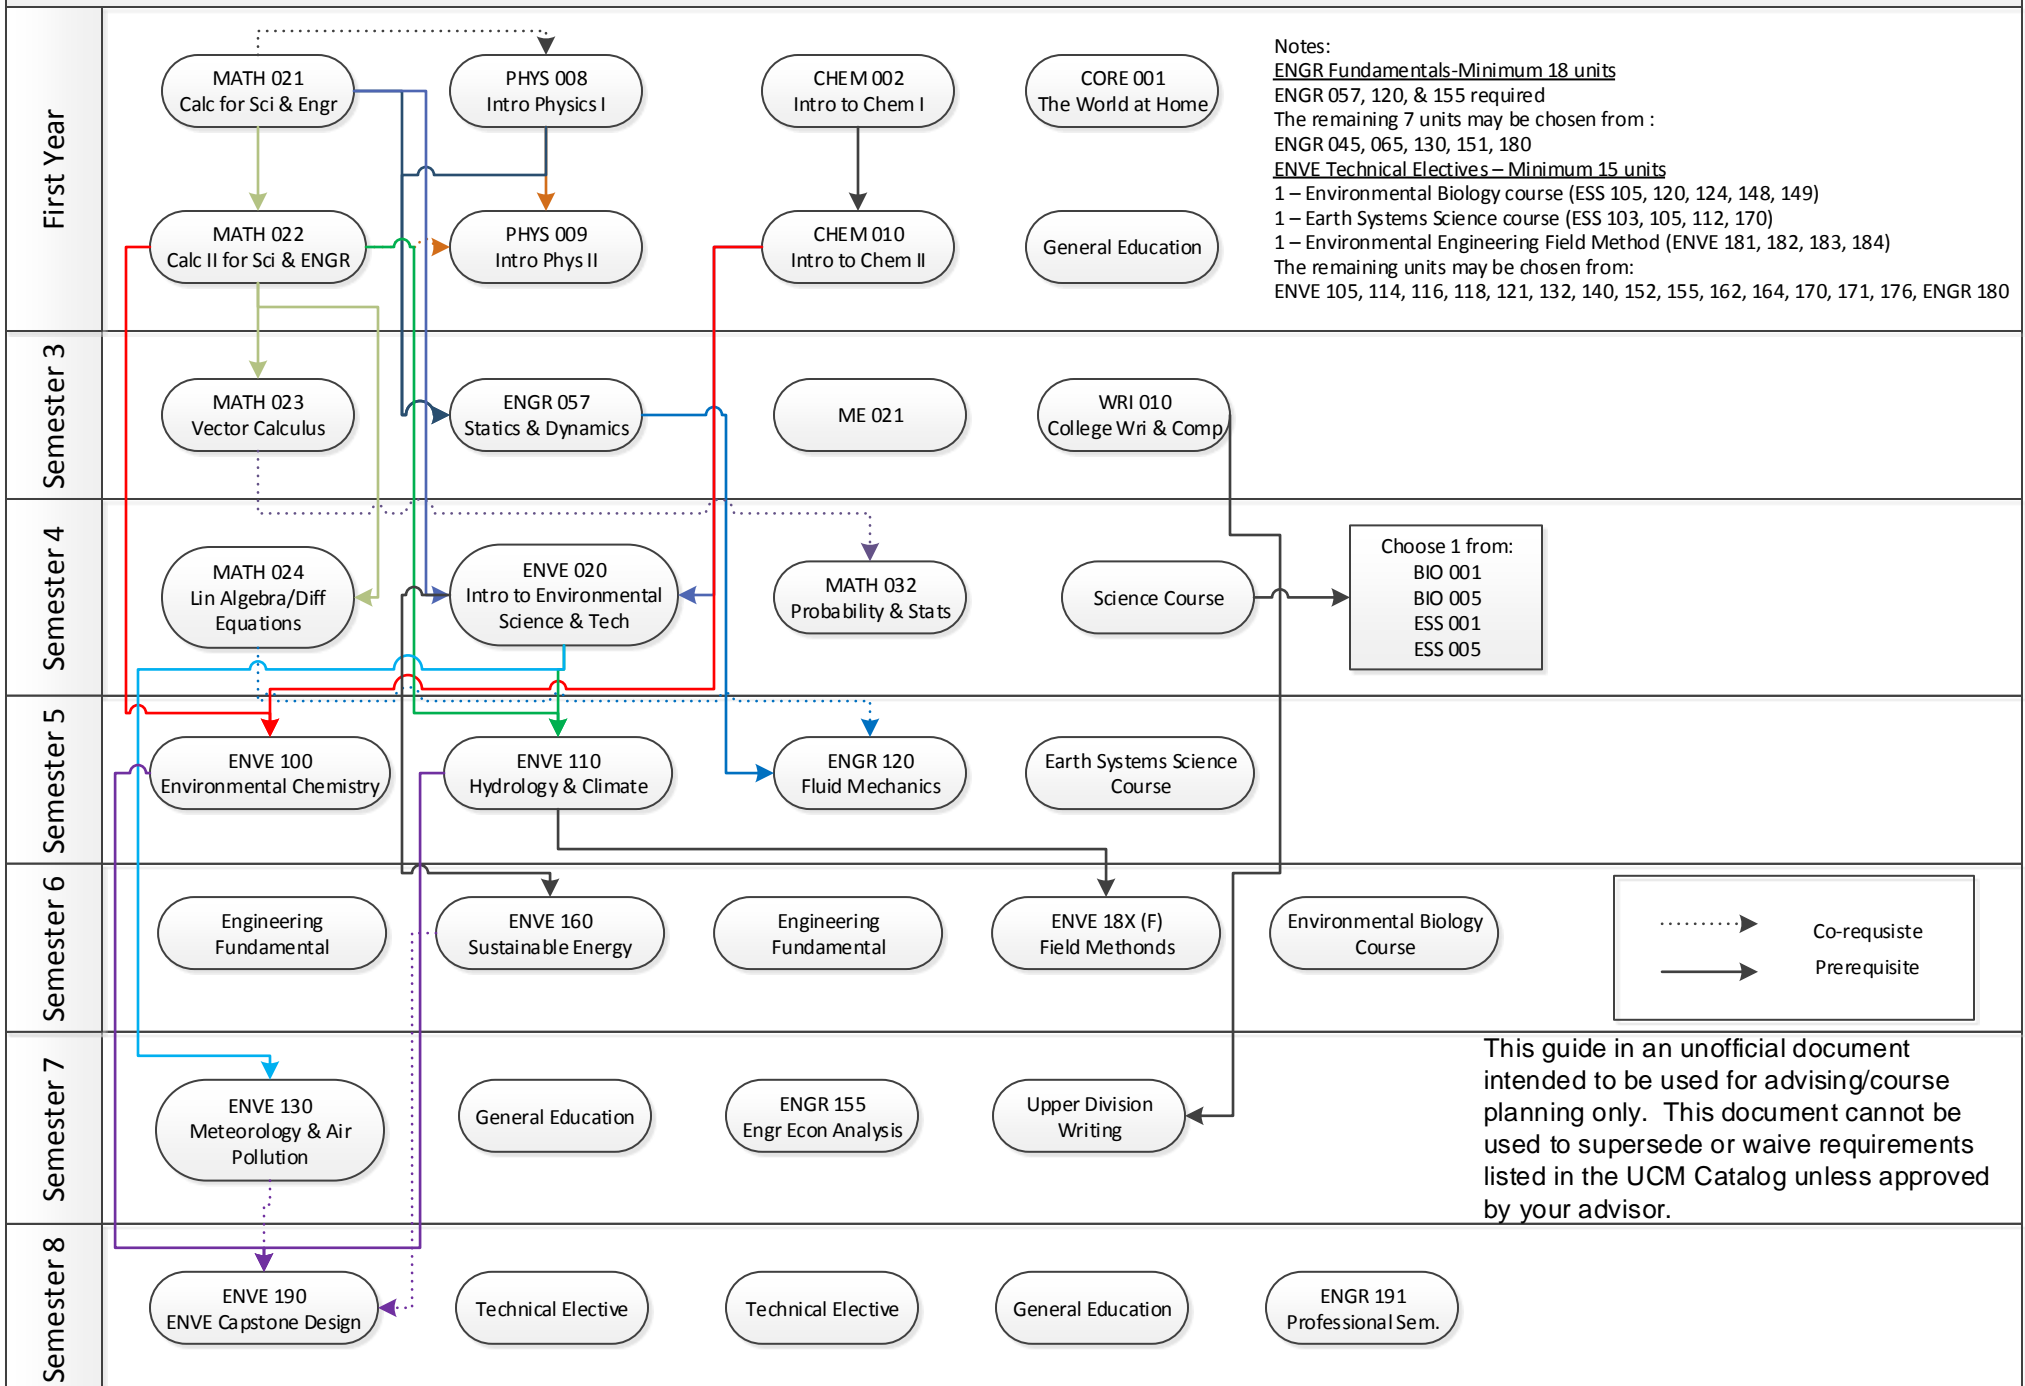 First Year
MATH 021
Calc for Sci & Engr
PHYS 008
Intro Physics I
CHEM 002
Intro to Chem I
CORE 001
The World at Home
MATH 022
Calc II for Sci & ENGR
PHYS 009
Intro Phys II
CHEM 010
Intro to Chem II
General Education
Notes:
ENGR Fundamentals-Minimum 18 units
ENGR 057, 120, & 155 required
The remaining 7 units may be chosen from :
ENGR 045, 065, 130, 151, 180
ENVE Technical Electives – Minimum 15 units
1 – Environmental Biology course (ESS 105, 120, 124, 148, 149)
1 – Earth Systems Science course (ESS 103, 105, 112, 170)
1 – Environmental Engineering Field Method (ENVE 181, 182, 183, 184)
The remaining units may be chosen from:
ENVE 105, 114, 116, 118, 121, 132, 140, 152, 155, 162, 164, 170, 171, 176, ENGR 180
Semester 3
MATH 023
Vector Calculus
ENGR 057
Statics & Dynamics
ME 021
WRI 010
College Wri & Comp
Semester 4
MATH 024
Lin Algebra/Diff
Equations
ENVE 020
Intro to Environmental
Science & Tech
MATH 032
Probability & Stats
Science Course
Choose 1 from:
BIO 001
BIO 005
ESS 001
ESS 005
Semester 5
ENVE 100
Environmental Chemistry
ENVE 110
Hydrology & Climate
ENGR 120
Fluid Mechanics
Earth Systems Science
Course
Semester 6
Engineering
Fundamental
ENVE 160
Sustainable Energy
Engineering
Fundamental
ENVE 18X (F)
Field Methonds
Environmental Biology
Course
Co-requsiste
Prerequisite
Semester 7
ENVE 130
Meteorology & Air
Pollution
General Education
ENGR 155
Engr Econ Analysis
Upper Division
Writing
This guide in an unofficial document
intended to be used for advising/course
planning only.  This document cannot be
used to supersede or waive requirements
listed in the UCM Catalog unless approved
by your advisor.
Semester 8
ENVE 190
ENVE Capstone Design
Technical Elective
Technical Elective
General Education
ENGR 191
Professional Sem.